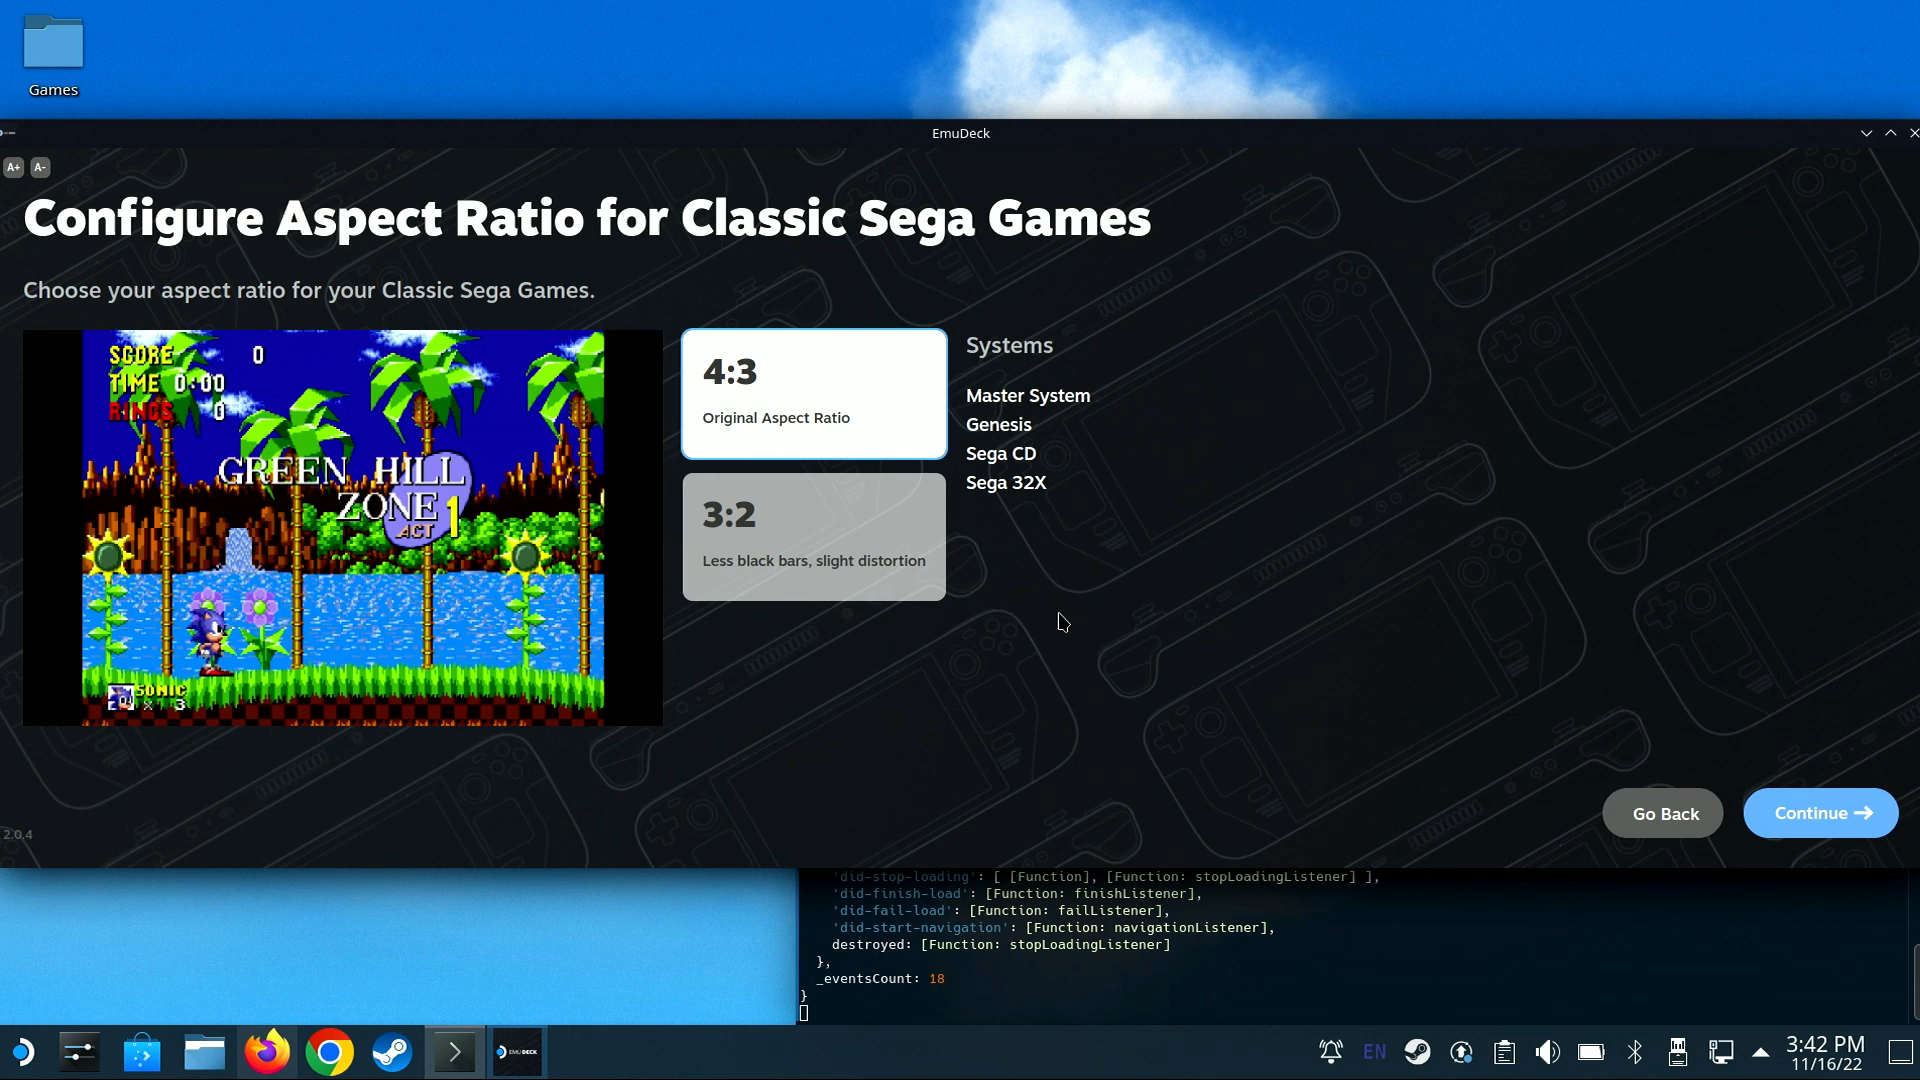 Games
EmuDeck
A+ A-
Configure Aspect Ratio for Classic Sega Games
Choose your aspect ratio for your Classic Sega Games.
SCORE 0
TIME 0:00
RINGS 0
GREEN HILL
ZONE 1
ACT
SONIC
× 3
4:3
Original Aspect Ratio
3:2
Less black bars, slight distortion
Systems
Master System
Genesis
Sega CD
Sega 32X
Go Back
Continue →
2.0.4
'did-stop-loading': [ [Function], [Function: stopLoadingListener] ],
'did-finish-load': [Function: finishListener],
'did-fail-load': [Function: failListener],
'did-start-navigation': [Function: navigationListener],
destroyed: [Function: stopLoadingListener]
},
_eventsCount: 18
}
EMU DECK
EN
3:42 PM
11/16/22